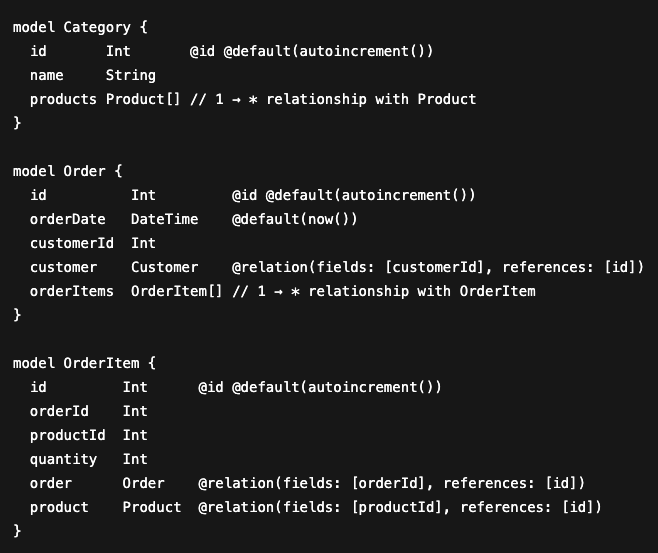 model Category {
  id       Int       @id @default(autoincrement())
  name     String
  products Product[] // 1 → * relationship with Product
}

model Order {
  id          Int         @id @default(autoincrement())
  orderDate   DateTime    @default(now())
  customerId  Int
  customer    Customer    @relation(fields: [customerId], references: [id])
  orderItems  OrderItem[] // 1 → * relationship with OrderItem
}

model OrderItem {
  id         Int      @id @default(autoincrement())
  orderId    Int
  productId  Int
  quantity   Int
  order      Order    @relation(fields: [orderId], references: [id])
  product    Product  @relation(fields: [productId], references: [id])
}